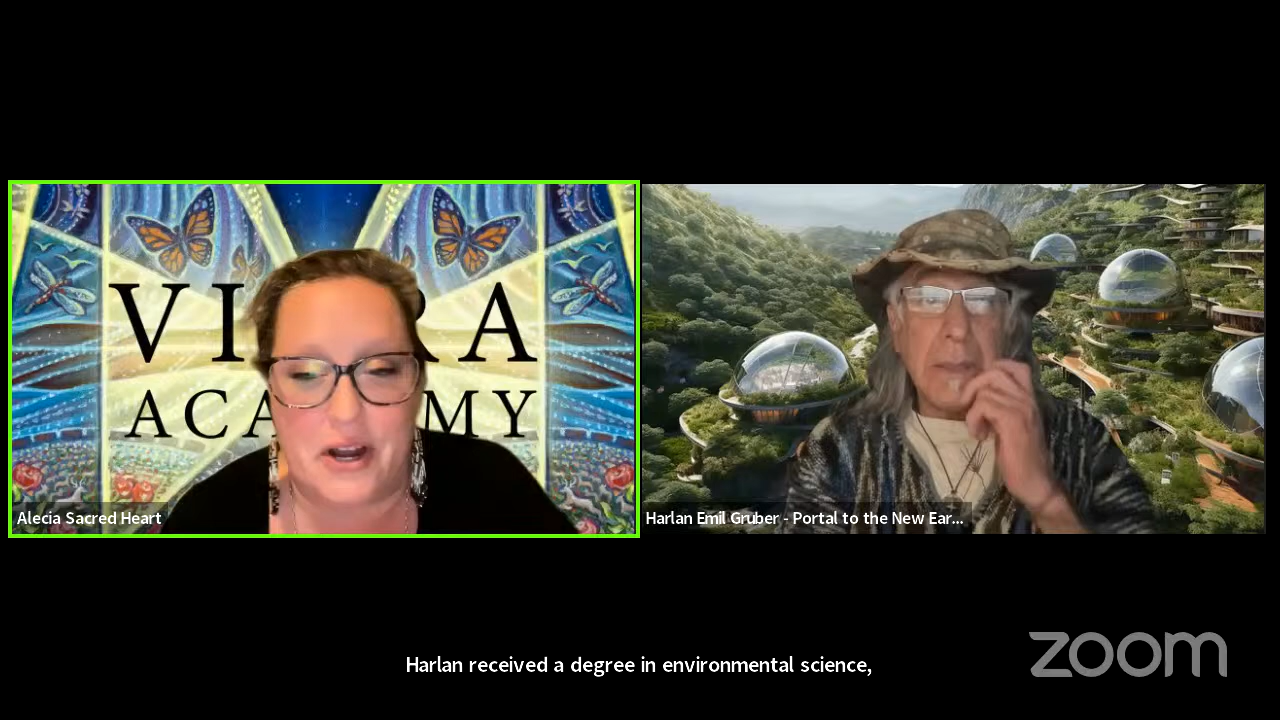 VI RA
ACA MY
Alecia Sacred Heart
Harlan Emil Gruber - Portal to the New Ear...
Harlan received a degree in environmental science,
zoom